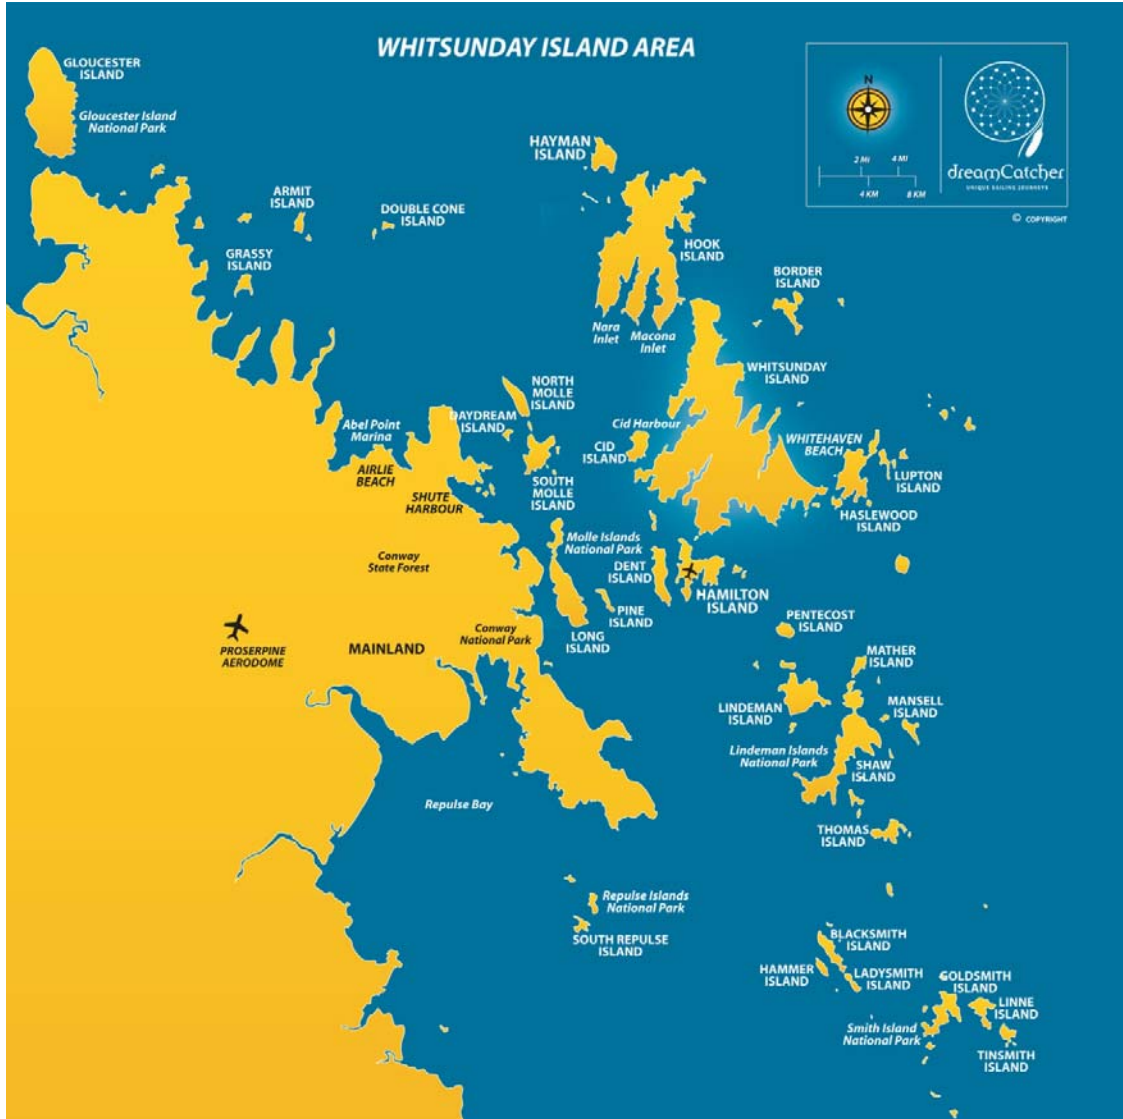 WHITSUNDAY ISLAND AREA
GLOUCESTER
ISLAND
Gloucester Island
National Park
N
2 MI
4 MI
4 KM
8 KM
dreamCatcher
UNIQUE SAILING JOURNEYS
© COPYRIGHT
HAYMAN
ISLAND
ARMIT
ISLAND
DOUBLE CONE
ISLAND
GRASSY
ISLAND
HOOK
ISLAND
BORDER
ISLAND
Nara
Inlet
Macona
Inlet
WHITSUNDAY
ISLAND
NORTH
MOLLE
ISLAND
DAYDREAM
ISLAND
Abel Point
Marina
Cid Harbour
CID
ISLAND
WHITEHAVEN
BEACH
AIRLIE
BEACH
SHUTE
HARBOUR
SOUTH
MOLLE
ISLAND
LUPTON
ISLAND
HASLEWOOD
ISLAND
Molle Islands
National Park
Conway
State Forest
DENT
ISLAND
HAMILTON
ISLAND
PINE
ISLAND
PENTECOST
ISLAND
PROSERPINE
AERODOME
MAINLAND
Conway
National Park
LONG
ISLAND
MATHER
ISLAND
LINDEMAN
ISLAND
MANSELL
ISLAND
Lindeman Islands
National Park
SHAW
ISLAND
Repulse Bay
THOMAS
ISLAND
Repulse Islands
National Park
SOUTH REPULSE
ISLAND
BLACKSMITH
ISLAND
HAMMER
ISLAND
LADYSMITH
ISLAND
GOLDSMITH
ISLAND
LINNE
ISLAND
Smith Island
National Park
TINSMITH
ISLAND